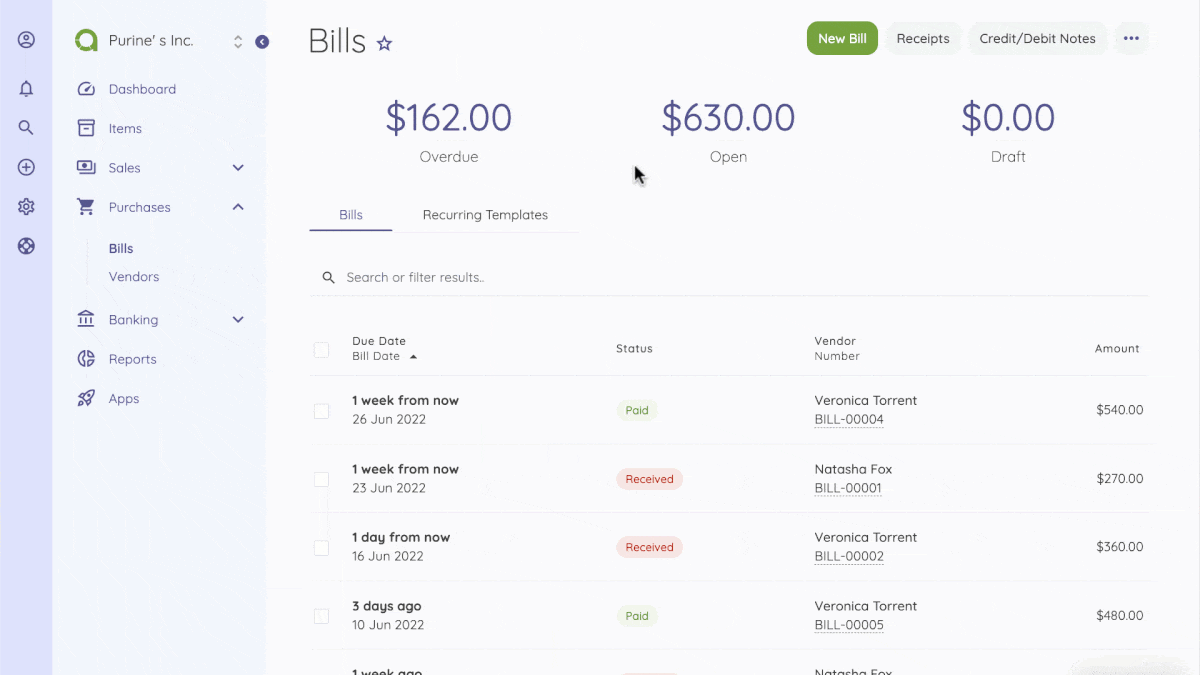 Purine' s Inc.
Dashboard
Items
Sales
Purchases
Bills
Vendors
Banking
Reports
Apps
Bills
New Bill
Receipts
Credit/Debit Notes
$162.00
Overdue
$630.00
Open
$0.00
Draft
Bills
Recurring Templates
Search or filter results..
Due Date
Bill Date
Status
Vendor
Number
Amount
1 week from now
26 Jun 2022
Paid
Veronica Torrent
BILL-00004
$540.00
1 week from now
23 Jun 2022
Received
Natasha Fox
BILL-00001
$270.00
1 day from now
16 Jun 2022
Received
Veronica Torrent
BILL-00002
$360.00
3 days ago
10 Jun 2022
Paid
Veronica Torrent
BILL-00005
$480.00
1 week ago
Natasha Fox